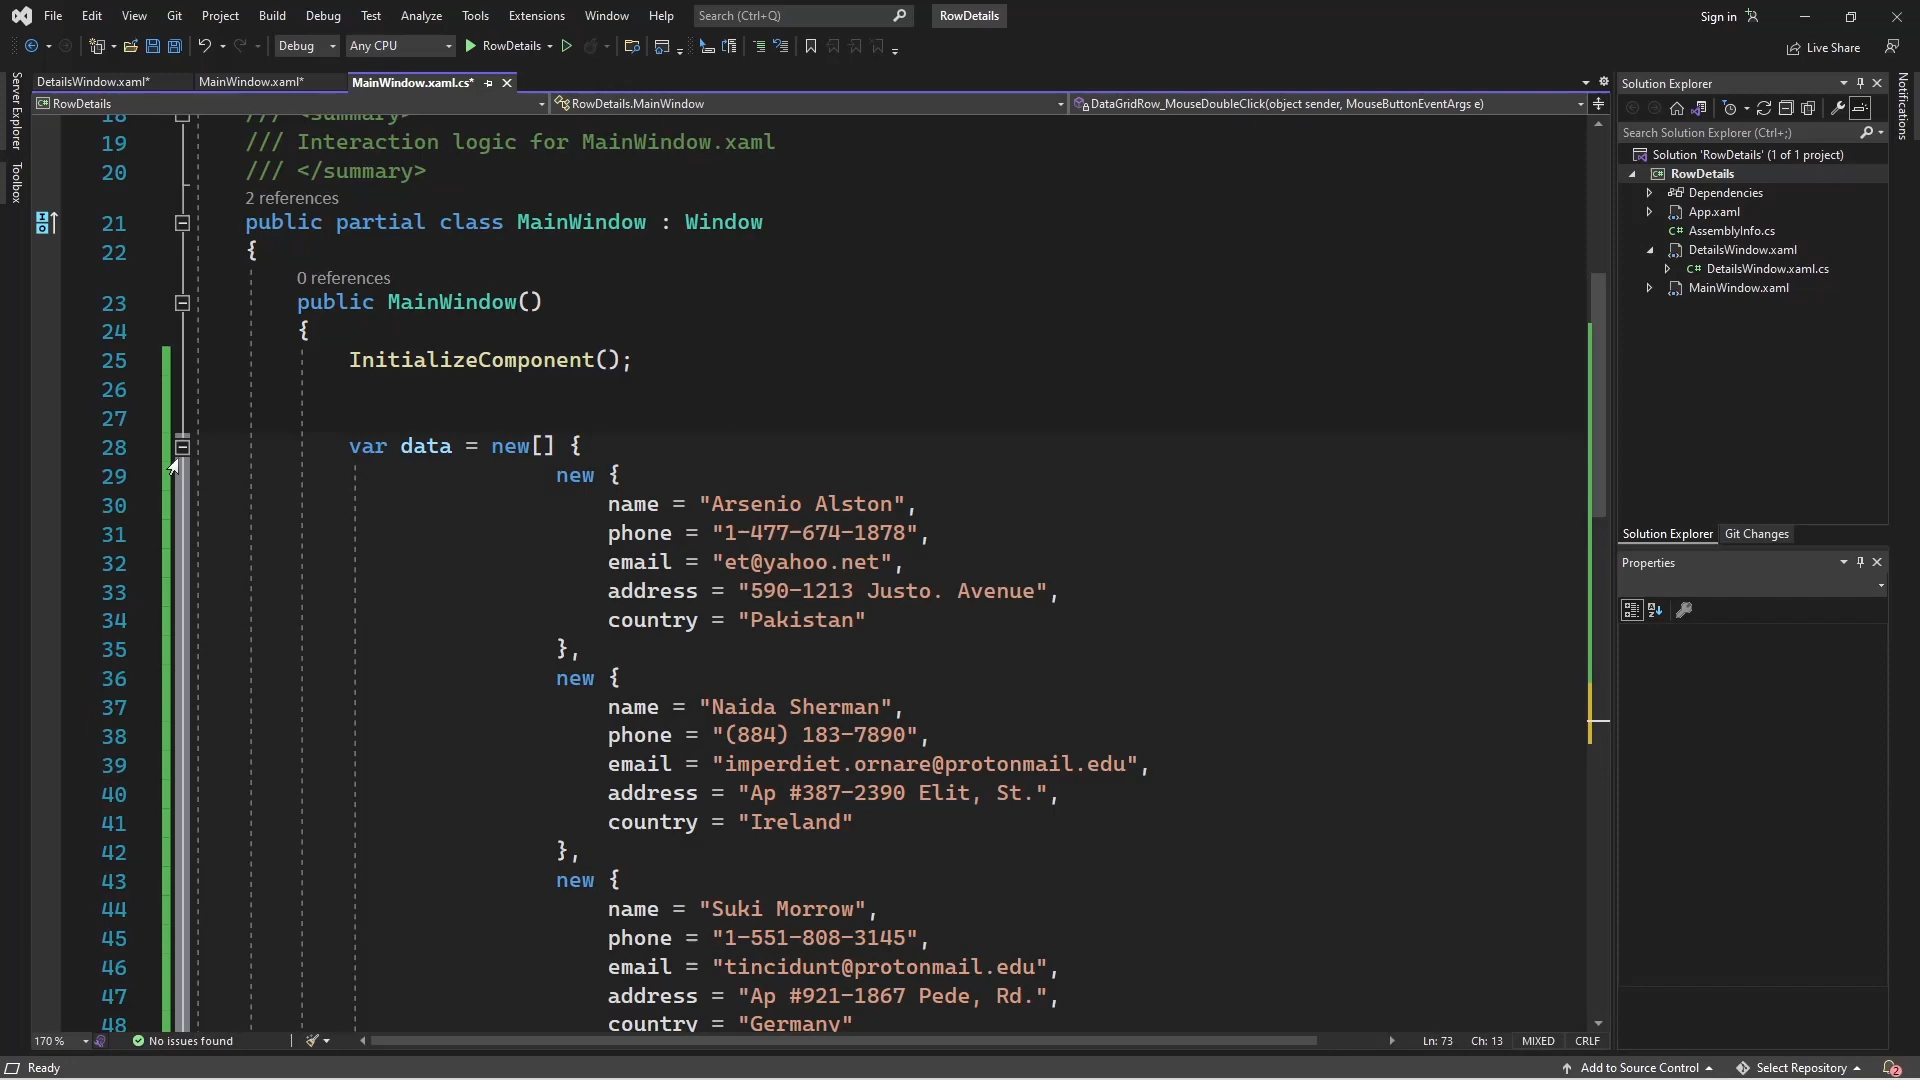 File Edit View Git Project Build Debug Test Analyze Tools Extensions Window Help Search (Ctrl+Q) RowDetails Sign in
Debug Any CPU RowDetails Live Share
DetailsWindow.xaml* MainWindow.xaml* MainWindow.xaml.cs*
RowDetails RowDetails.MainWindow DataGridRow_MouseDoubleClick(object sender, MouseButtonEventArgs e)
Server Explorer
Toolbox
18 /// <summary>
19 /// Interaction logic for MainWindow.xaml
20 /// </summary>
2 references
21 public partial class MainWindow : Window
22 {
0 references
23 public MainWindow()
24 {
25 InitializeComponent();
26
27
28 var data = new[] {
29 new {
30 name = "Arsenio Alston",
31 phone = "1-477-674-1878",
32 email = "et@yahoo.net",
33 address = "590-1213 Justo. Avenue",
34 country = "Pakistan"
35 },
36 new {
37 name = "Naida Sherman",
38 phone = "(884) 183-7890",
39 email = "imperdiet.ornare@protonmail.edu",
40 address = "Ap #387-2390 Elit, St.",
41 country = "Ireland"
42 },
43 new {
44 name = "Suki Morrow",
45 phone = "1-551-808-3145",
46 email = "tincidunt@protonmail.edu",
47 address = "Ap #921-1867 Pede, Rd.",
48 country = "Germany"
170 % No issues found Ln: 73 Ch: 13 MIXED CRLF
Solution Explorer
Search Solution Explorer (Ctrl+;)
Solution 'RowDetails' (1 of 1 project)
C# RowDetails
Dependencies
App.xaml
C# AssemblyInfo.cs
DetailsWindow.xaml
C# DetailsWindow.xaml.cs
MainWindow.xaml
Solution Explorer Git Changes
Properties
Notifications
Ready Add to Source Control Select Repository 2